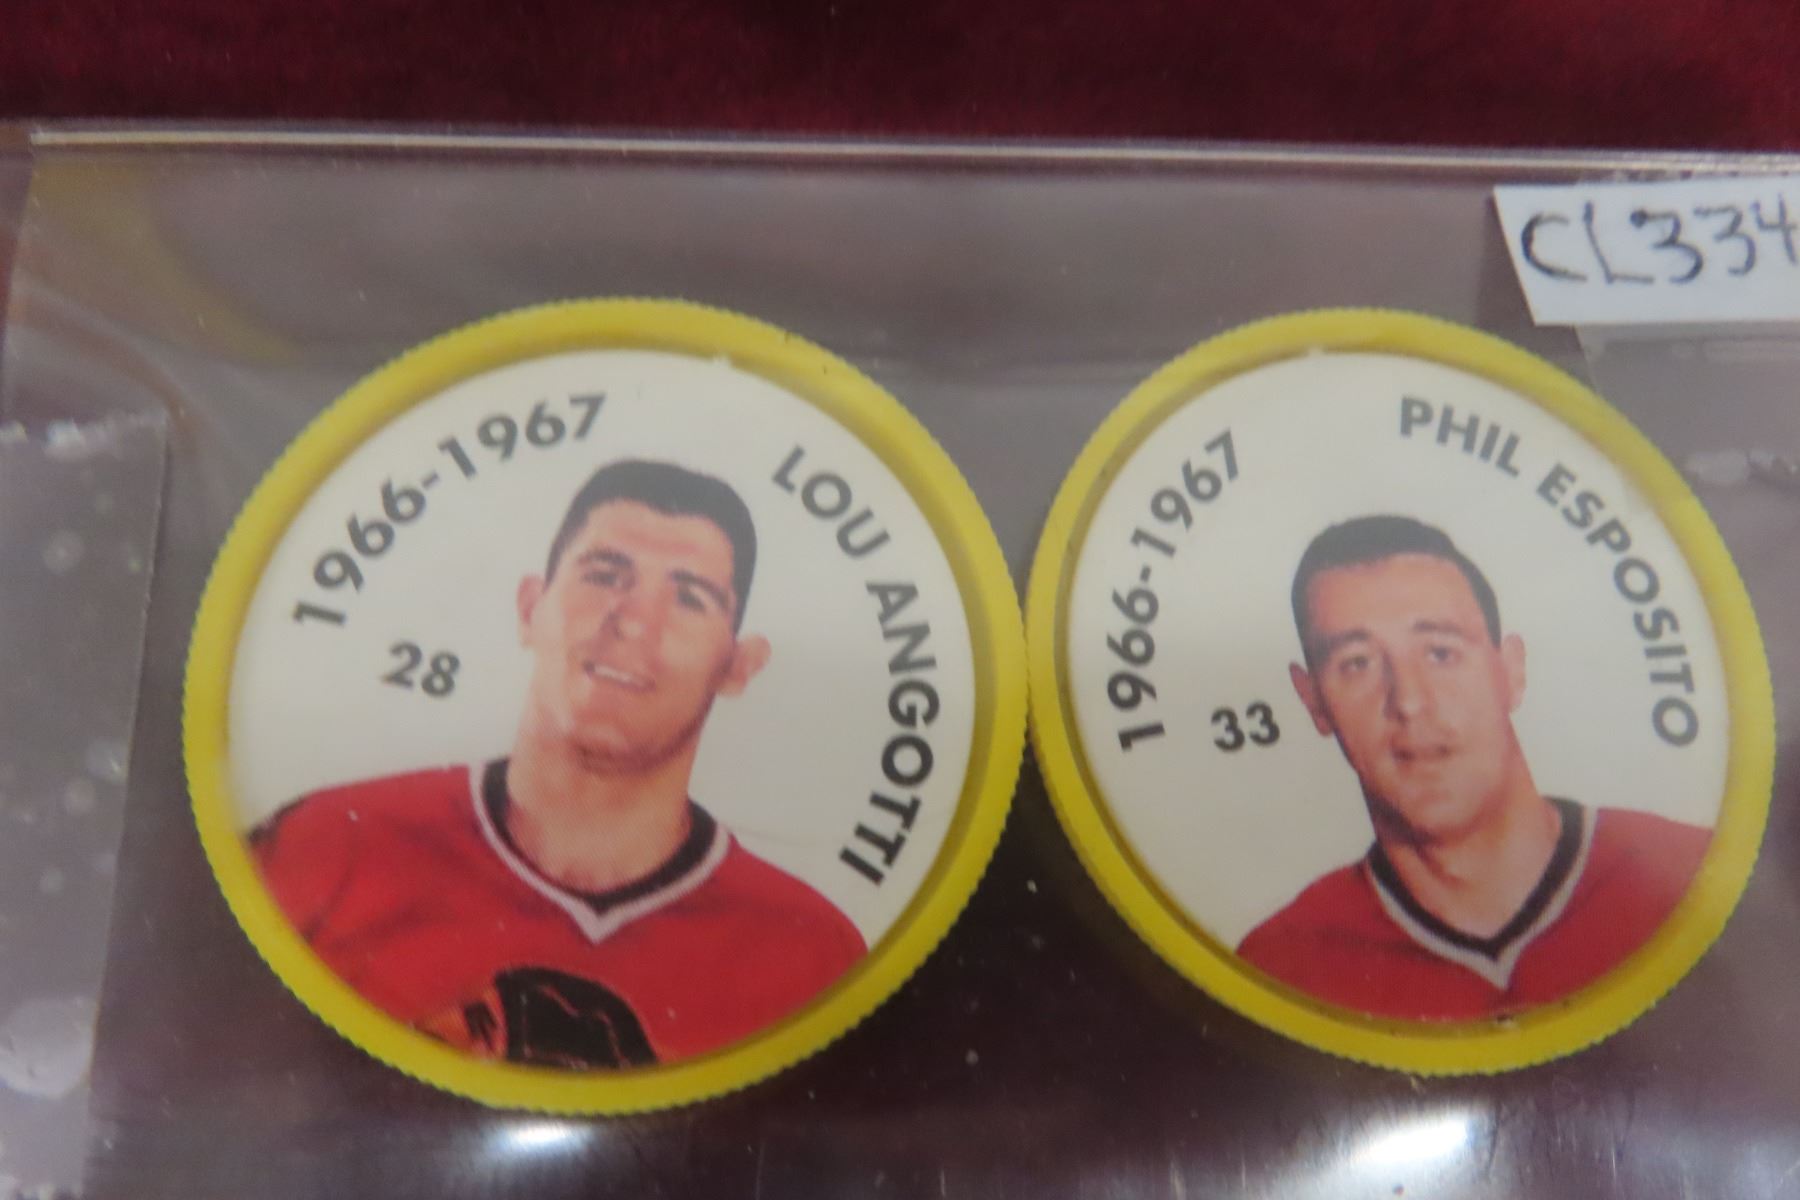 CL334
1966-1967
LOU ANGOTTI
28
1966-1967
PHIL ESPOSITO
33